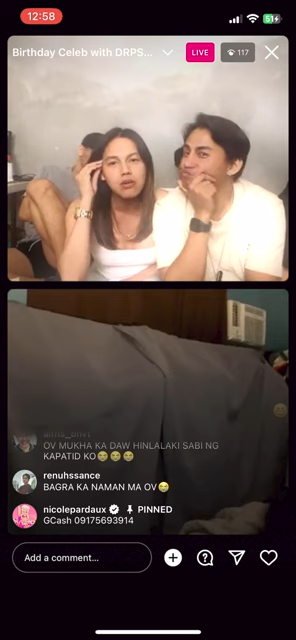 12:58
51
Birthday Celeb with DRPS...
LIVE
117
OV MUKHA KA DAW HINLALAKI SABI NG
KAPATID KO😭😭😭
renuhssance
BAGRA KA NAMAN MA OV😭
nicolepardaux PINNED
GCash 09175693914
Add a comment...